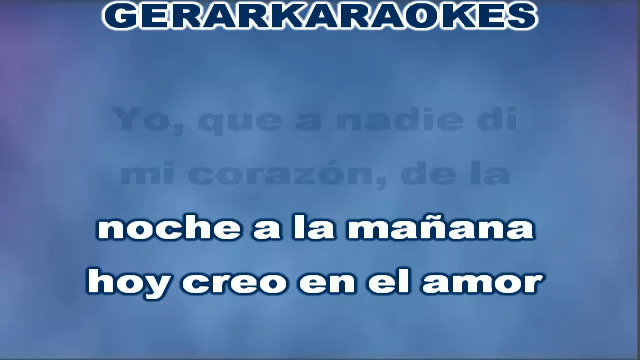 GERARKARAOKES
Yo, que a nadie di
mi corazón, de la
noche a la mañana
hoy creo en el amor